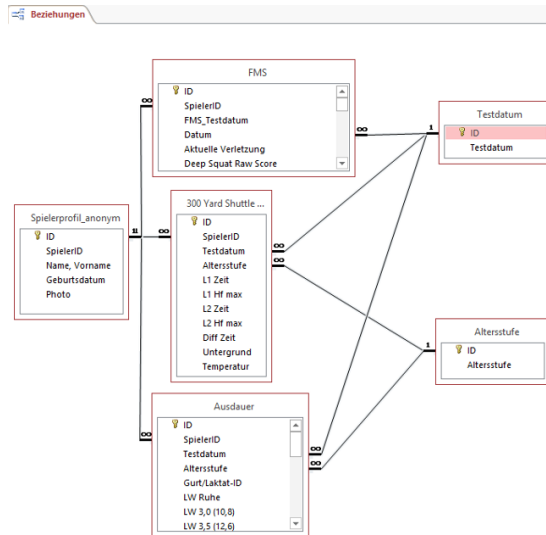 Beziehungen
FMS
ID
SpielerID
FMS_Testdatum
Datum
Aktuelle Verletzung
Deep Squat Raw Score
Testdatum
ID
Testdatum
Spielerprofil_anonym
ID
SpielerID
Name, Vorname
Geburtsdatum
Photo
300 Yard Shuttle ...
ID
SpielerID
Testdatum
Altersstufe
L1 Zeit
L1 Hf max
L2 Zeit
L2 Hf max
Diff Zeit
Untergrund
Temperatur
Altersstufe
ID
Altersstufe
Ausdauer
ID
SpielerID
Testdatum
Altersstufe
Gurt/Laktat-ID
LW Ruhe
LW 3,0 (10,8)
LW 3,5 (12,6)
∞
∞
1
11
∞
∞
∞
1
∞
∞
∞